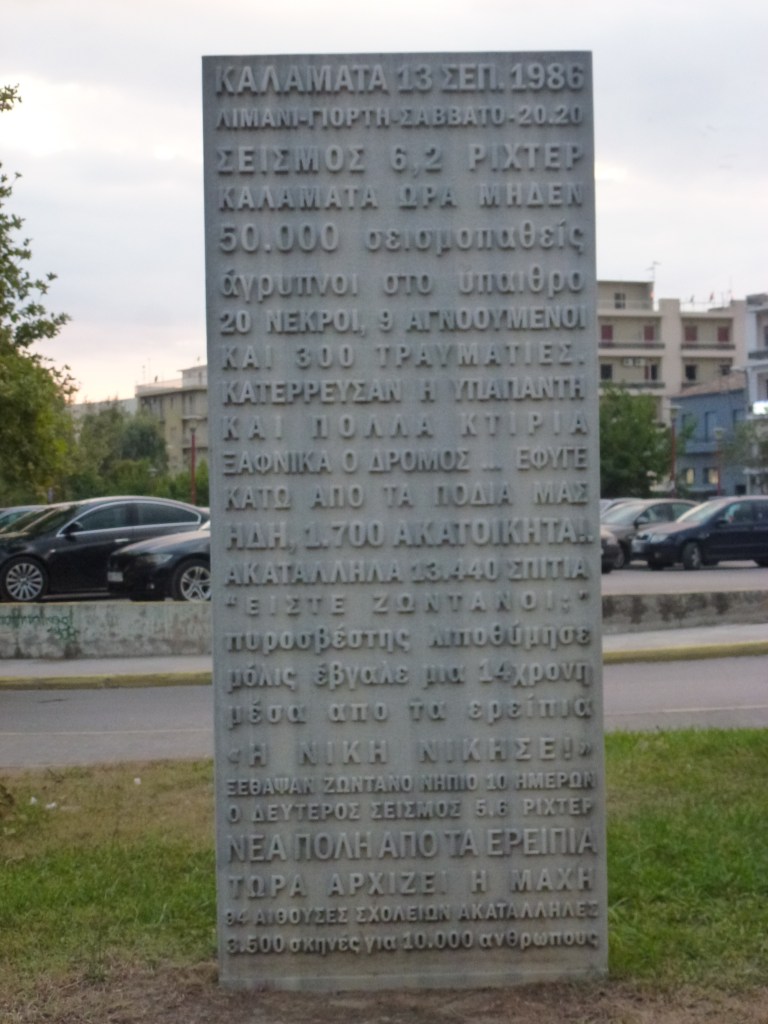 ΚΑΛΑΜΑΤΑ 13 ΣΕΠ. 1986
ΛΙΜΑΝΙ-ΓΙΟΡΤΗ-ΣΑΒΒΑΤΟ-20.20
ΣΕΙΣΜΟΣ 6,2 ΡΙΧΤΕΡ
ΚΑΛΑΜΑΤΑ ΩΡΑ ΜΗΔΕΝ
50.000 σεισμοπαθείς
άγρυπνοι στο ύπαιθρο
20 ΝΕΚΡΟΙ, 9 ΑΓΝΟΟΥΜΕΝΟΙ
ΚΑΙ 300 ΤΡΑΥΜΑΤΙΕΣ.
ΚΑΤΕΡΡΕΥΣΑΝ Η ΥΠΑΠΑΝΤΗ
ΚΑΙ ΠΟΛΛΑ ΚΤΙΡΙΑ
ΞΑΦΝΙΚΑ Ο ΔΡΟΜΟΣ ... ΕΦΥΓΕ
ΚΑΤΩ ΑΠΟ ΤΑ ΠΟΔΙΑ ΜΑΣ
ΗΔΗ, 1.700 ΑΚΑΤΟΙΚΗΤΑ..
ΑΚΑΤΑΛΛΗΛΑ 13.440 ΣΠΙΤΙΑ
"ΕΙΣΤΕ ΖΩΝΤΑΝΟΙ;"
πυροσβέστης λιποθύμησε
μόλις έβγαλε μια 14χρονη
μέσα απο τα ερείπια
«Η ΝΙΚΗ ΝΙΚΗΣΕ!»
ΞΕΘΑΨΑΝ ΖΩΝΤΑΝΟ ΝΗΠΙΟ 10 ΗΜΕΡΩΝ
Ο ΔΕΥΤΕΡΟΣ ΣΕΙΣΜΟΣ 5.6 ΡΙΧΤΕΡ
ΝΕΑ ΠΟΛΗ ΑΠΟ ΤΑ ΕΡΕΙΠΙΑ
ΤΩΡΑ ΑΡΧΙΖΕΙ Η ΜΑΧΗ
94 ΑΙΘΟΥΣΕΣ ΣΧΟΛΕΙΩΝ ΑΚΑΤΑΛΛΗΛΕΣ
3.500 σκηνές για 10.000 ανθρωπους